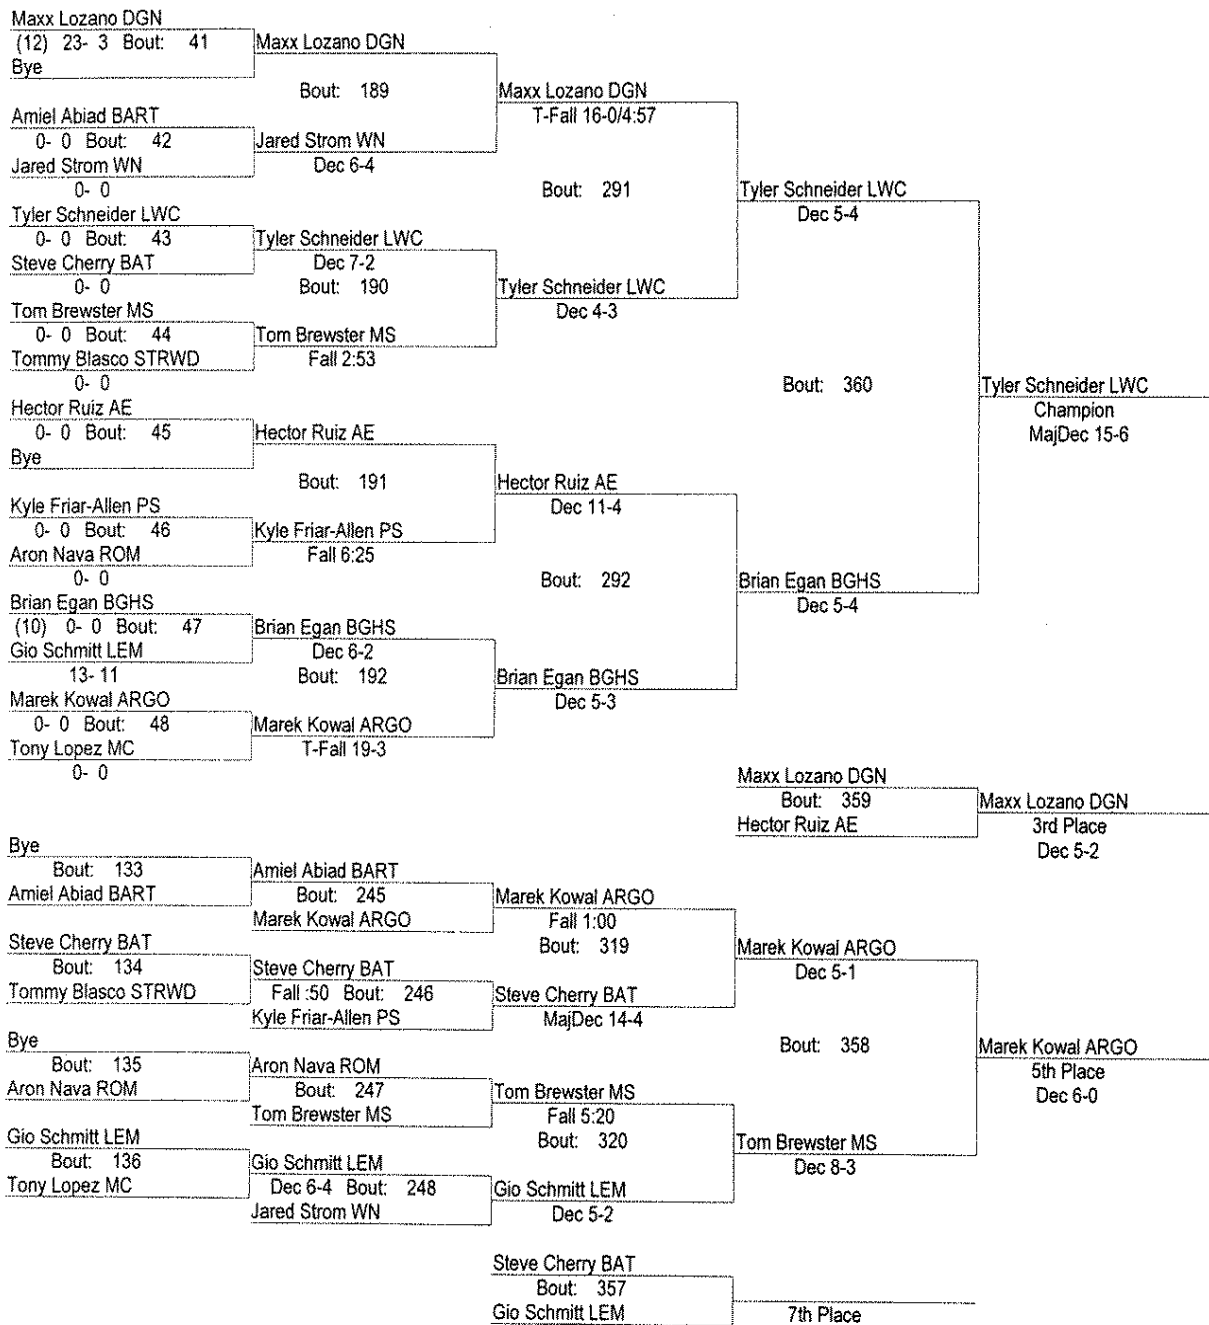 Maxx Lozano DGN
(12) 23- 3 Bout: 41
Bye
Maxx Lozano DGN
Bout: 189
Amiel Abiad BART
0- 0 Bout: 42
Jared Strom WN
0- 0
Jared Strom WN
Dec 6-4
Maxx Lozano DGN
T-Fall 16-0/4:57
Bout: 291
Tyler Schneider LWC
0- 0 Bout: 43
Steve Cherry BAT
0- 0
Tyler Schneider LWC
Dec 7-2
Bout: 190
Tom Brewster MS
0- 0 Bout: 44
Tommy Blasco STRWD
0- 0
Tom Brewster MS
Fall 2:53
Tyler Schneider LWC
Dec 4-3
Tyler Schneider LWC
Dec 5-4
Bout: 360
Tyler Schneider LWC
Champion
MajDec 15-6
Hector Ruiz AE
0- 0 Bout: 45
Bye
Hector Ruiz AE
Bout: 191
Kyle Friar-Allen PS
0- 0 Bout: 46
Aron Nava ROM
0- 0
Kyle Friar-Allen PS
Fall 6:25
Hector Ruiz AE
Dec 11-4
Bout: 292
Brian Egan BGHS
Dec 5-4
Brian Egan BGHS
(10) 0- 0 Bout: 47
Gio Schmitt LEM
13- 11
Brian Egan BGHS
Dec 6-2
Bout: 192
Marek Kowal ARGO
0- 0 Bout: 48
Tony Lopez MC
0- 0
Marek Kowal ARGO
T-Fall 19-3
Brian Egan BGHS
Dec 5-3
Maxx Lozano DGN
Bout: 359
Hector Ruiz AE
Maxx Lozano DGN
3rd Place
Dec 5-2
Bye
Bout: 133
Amiel Abiad BART
Amiel Abiad BART
Bout: 245
Marek Kowal ARGO
Marek Kowal ARGO
Fall 1:00
Bout: 319
Steve Cherry BAT
Bout: 134
Tommy Blasco STRWD
Steve Cherry BAT
Fall :50 Bout: 246
Kyle Friar-Allen PS
Steve Cherry BAT
MajDec 14-4
Marek Kowal ARGO
Dec 5-1
Bout: 358
Marek Kowal ARGO
5th Place
Dec 6-0
Bye
Bout: 135
Aron Nava ROM
Aron Nava ROM
Bout: 247
Tom Brewster MS
Tom Brewster MS
Fall 5:20
Bout: 320
Gio Schmitt LEM
Bout: 136
Tony Lopez MC
Gio Schmitt LEM
Dec 6-4 Bout: 248
Jared Strom WN
Gio Schmitt LEM
Dec 5-2
Tom Brewster MS
Dec 8-3
Steve Cherry BAT
Bout: 357
Gio Schmitt LEM
7th Place